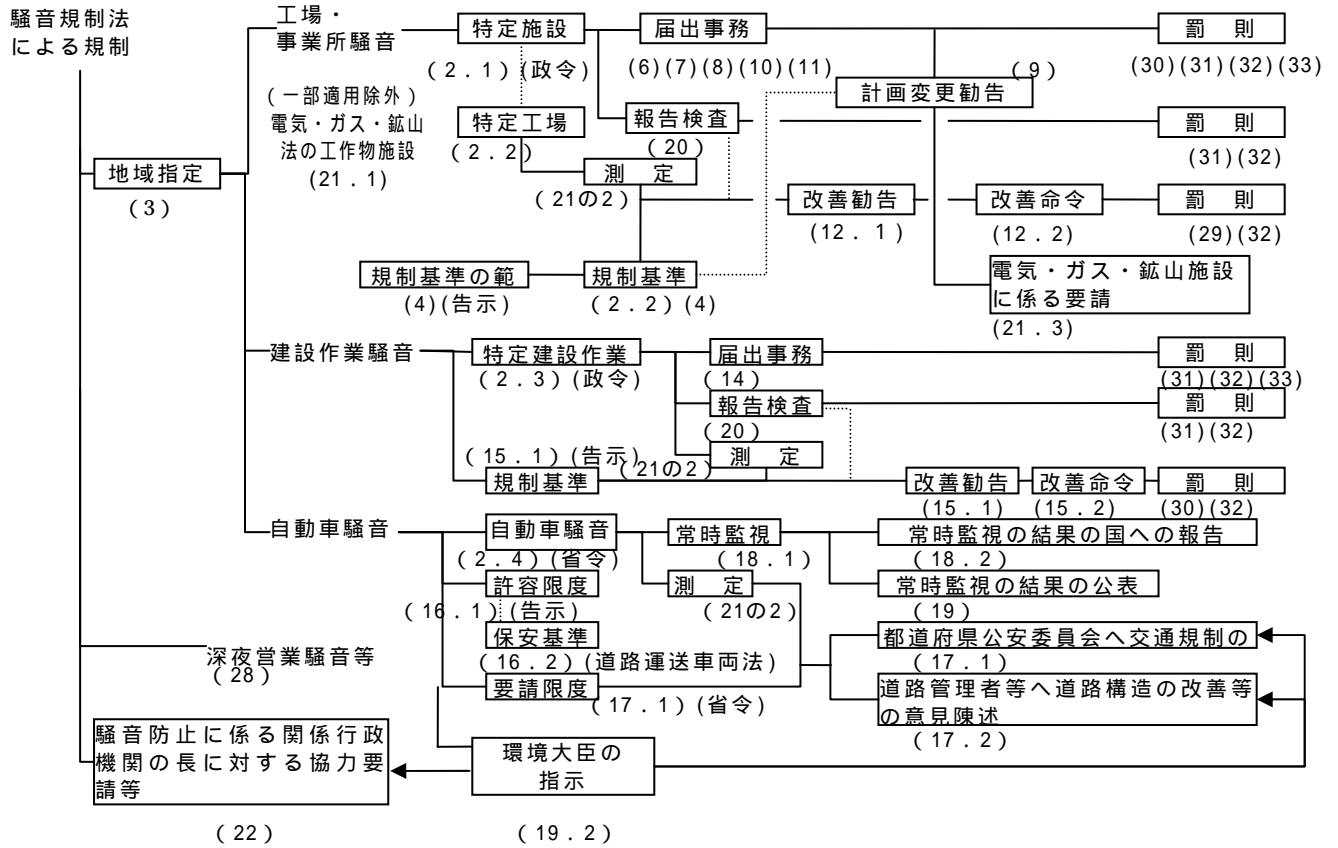 騒音規制法
による規制
工場・
事業所騒音
特定施設
届出事務
罰 則
(2.1)(政令)
(6)(7)(8)(10)(11)
(9)
(30)(31)(32)(33)
計画変更勧告
(一部適用除外)
電気・ガス・鉱山
法の工作物施設
(21.1)
特定工場
(2.2)
報告検査
(20)
罰 則
(31)(32)
地域指定
(3)
測 定
(21の2)
改善勧告
(12.1)
改善命令
(12.2)
罰 則
(29)(32)
規制基準の範
(4)(告示)
規制基準
(2.2)(4)
電気・ガス・鉱山施設
に係る要請
(21.3)
建設作業騒音
特定建設作業
(2.3)(政令)
届出事務
(14)
罰 則
(31)(32)(33)
報告検査
(20)
罰 則
(31)(32)
(15.1)(告示)
(21の2)
測 定
規制基準
改善勧告
(15.1)
改善命令
(15.2)
罰 則
(30)(32)
自動車騒音
自動車騒音
(2.4)(省令)
常時監視
(18.1)
常時監視の結果の国への報告
(18.2)
許容限度
(16.1)(告示)
測 定
(21の2)
常時監視の結果の公表
(19)
保安基準
(16.2)(道路運送車両法)
都道府県公安委員会へ交通規制の
(17.1)
深夜営業騒音等
(28)
要請限度
(17.1)(省令)
道路管理者等へ道路構造の改善等
の意見陳述
(17.2)
騒音防止に係る関係行政
機関の長に対する協力要
請等
(22)
環境大臣の
指示
(19.2)